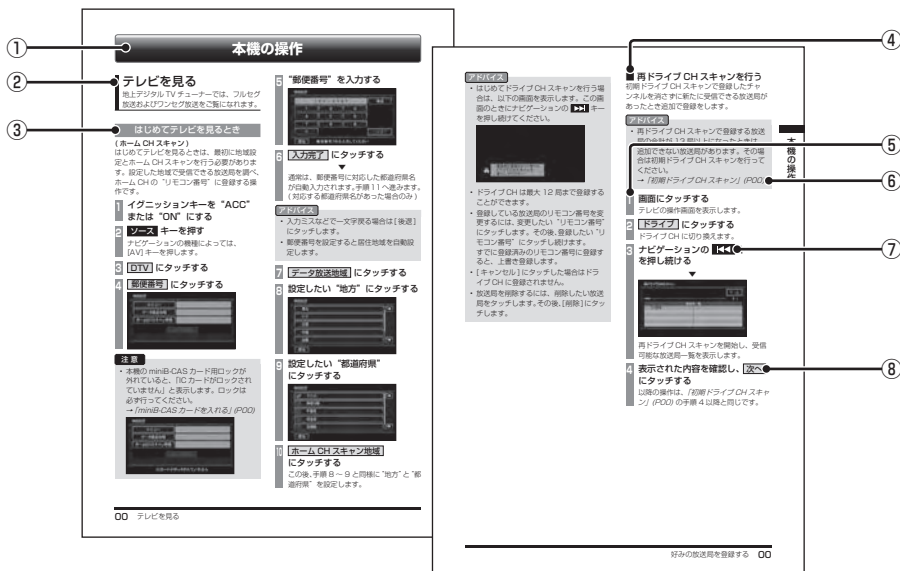 ①
本機の操作
②
テレビを見る
地上デジタル TV チューナーでは、フルセグ
放送およびワンセグ放送をご覧になれます。
③
はじめてテレビを見るとき
(ホーム CH スキャン)
はじめてテレビを見るときは、最初に地域設
定とホーム CH スキャンを行う必要がありま
す。設定した地域で受信できる放送局を調べ、
ホーム CH の “リモコン番号” に登録する操
作です。
1 イグニッションキーを “ACC”
または “ON” にする
2 ソース キーを押す
ナビゲーションの機種によっては、
[AV] キーを押します。
3 DTV にタッチする
4 郵便番号 にタッチする
注 意
・本機の miniB-CAS カード用ロックが
外れていると、「IC カードがロックされ
ていません」と表示します。ロックは
必ず行ってください。
→「miniB-CAS カードを入れる」(P00)
5 “郵便番号” を入力する
6 入力完了 にタッチする
▼
通常は、郵便番号に対応した都道府県名
が自動入力されます。手順 11 へ進みます。
(対応する都道府県名があった場合のみ)
アドバイス
・入力ミスなどで一文字戻る場合は [後退]
にタッチします。
・郵便番号を設定すると居住地域を自動設
定します。
7 データ放送地域 にタッチする
8 設定したい “地方” にタッチする
9 設定したい “都道府県”
にタッチする
10 ホーム CH スキャン地域
にタッチする
この後、手順 8 ~ 9 と同様に “地方” と “都
道府県” を設定します。
00 テレビを見る
アドバイス
・はじめてドライブ CH スキャンを行う場
合は、以下の画面を表示します。この画
面のときにナビゲーションの ▶▶| キー
を押し続けてください。
・ドライブ CH は最大 12 局まで登録する
ことができます。
・登録している放送局のリモコン番号を変
更するには、変更したい “リモコン番号”
にタッチします。その後、登録したい “リ
モコン番号” にタッチし続けます。
すでに登録済みのリモコン番号に登録す
ると、上書き登録します。
・[キャンセル] にタッチした場合はドラ
イブ CH に登録されません。
・放送局を削除するには、削除したい放送
局をタッチします。その後、[削除] にタッ
チします。
④
■ 再ドライブ CH スキャンを行う
初期ドライブ CH スキャンで登録したチャ
ンネルを消さずに新たに受信できる放送局が
あったとき追加で登録をします。
アドバイス
・再ドライブ CH スキャンで登録する放送
局の合計が 13 局以上になったときは、
追加できない放送局があります。その場
合は初期ドライブ CH スキャンを行って
ください。
→「初期ドライブ CH スキャン」(P00)
本機の操作
⑤
⑥
1 画面にタッチする
テレビの操作画面を表示します。
2 ドライブ にタッチする
ドライブ CH に切り換えます。
3 ナビゲーションの |◀◀
を押し続ける
⑦
▼
再ドライブ CH スキャンを開始し、受信
可能な放送局一覧を表示します。
4 表示された内容を確認し、次へ
にタッチする
⑧
以降の操作は、「初期ドライブ CH スキャ
ン」(P00) の手順 4 以降と同じです。
好みの放送局を登録する 00